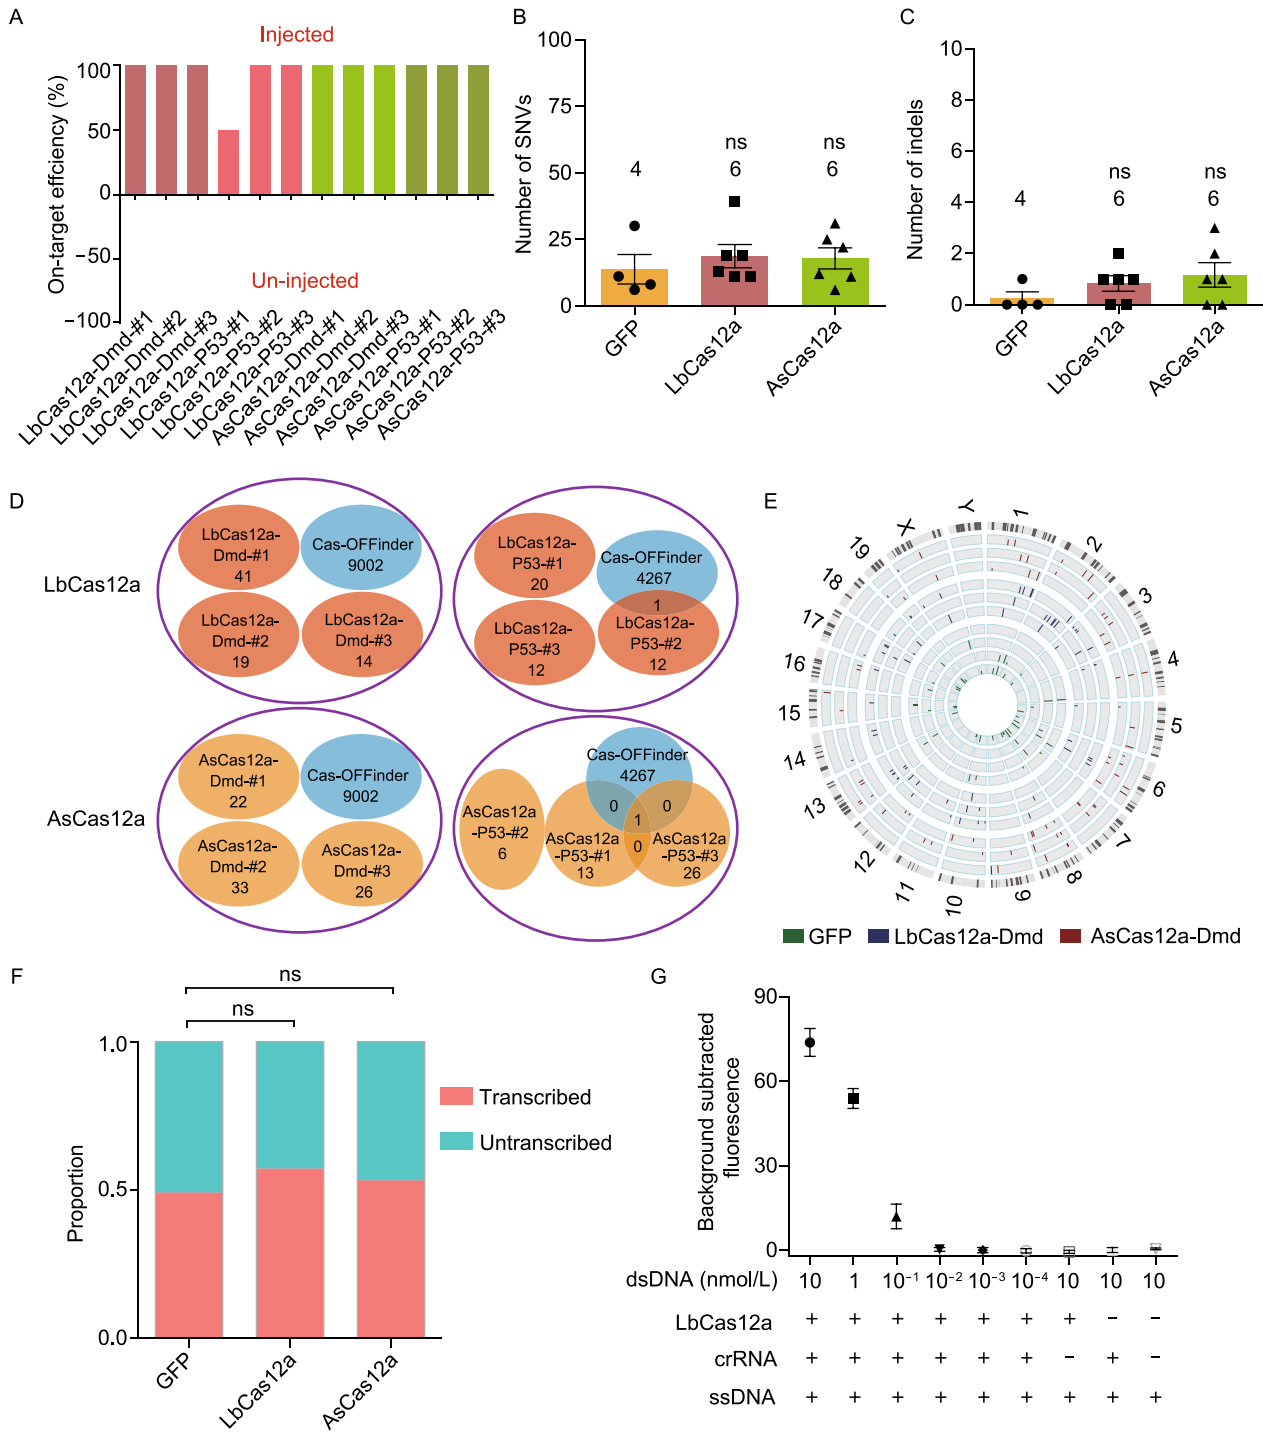 A
Injected
On-target effciency (%)
100
50
0
−50
−100
Un-injected
LbCas12a-Dmd-#1
LbCas12a-Dmd-#2
LbCas12a-Dmd-#3
LbCas12a-P53-#1
LbCas12a-P53-#2
LbCas12a-P53-#3
AsCas12a-Dmd-#1
AsCas12a-Dmd-#2
AsCas12a-Dmd-#3
AsCas12a-P53-#1
AsCas12a-P53-#2
AsCas12a-P53-#3
B
Number of SNVs
100
75
50
25
0
4
ns
6
ns
6
GFP
LbCas12a
AsCas12a
C
Number of indels
10
8
6
4
2
0
4
ns
6
ns
6
GFP
LbCas12a
AsCas12a
D
LbCas12a
LbCas12a-
Dmd-#1
41
Cas-OFFinder
9002
LbCas12a-
Dmd-#2
19
LbCas12a-
Dmd-#3
14
LbCas12a-
P53-#1
20
Cas-OFFinder
4267
1
LbCas12a-
P53-#3
12
LbCas12a-
P53-#2
12
AsCas12a
AsCas12a-
Dmd-#1
22
Cas-OFFinder
9002
AsCas12a-
Dmd-#2
33
AsCas12a-
Dmd-#3
26
Cas-OFFinder
4267
0
0
1
0
AsCas12a
-P53-#2
6
AsCas12a
-P53-#1
13
AsCas12a
-P53-#3
26
E
1
2
3
4
5
6
7
8
9
10
11
12
13
14
15
16
17
18
19
X
Y
GFP
LbCas12a-Dmd
AsCas12a-Dmd
F
ns
ns
Proportion
1.0
0.5
0.0
GFP
LbCas12a
AsCas12a
Transcribed
Untranscribed
G
Background subtracted
fluorescence
90
60
30
0
dsDNA (nmol/L) 10 1 10⁻¹ 10⁻² 10⁻³ 10⁻⁴ 10 10 10
LbCas12a + + + + + + + − −
crRNA + + + + + + − + −
ssDNA + + + + + + + + +